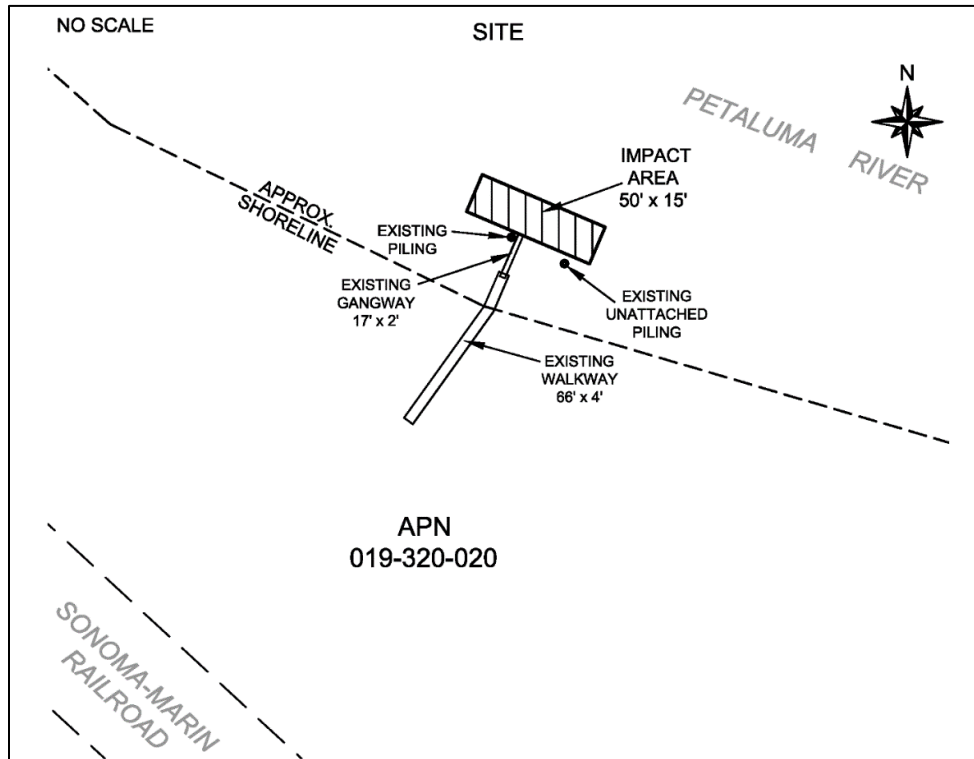 NO SCALE
SITE
N
PETALUMA RIVER
IMPACT
AREA
50' x 15'
APPROX.
SHORELINE
EXISTING
PILING
EXISTING
GANGWAY
17' x 2'
EXISTING
UNATTACHED
PILING
EXISTING
WALKWAY
66' x 4'
APN
019-320-020
SONOMA-MARIN
RAILROAD